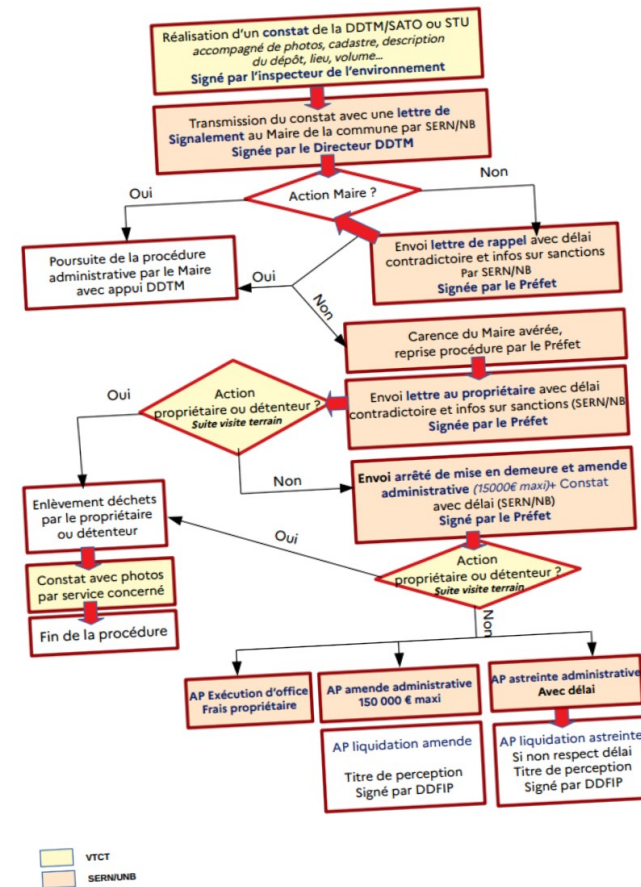 Réalisation d'un constat de la DDTM/SATO ou STU
accompagné de photos, cadastre, description
du dépôt, lieu, volume...
Signé par l'inspecteur de l'environnement
Transmission du constat avec une lettre de
Signalement au Maire de la commune par SERN/NB
Signée par le Directeur DDTM
Oui
Action Maire ?
Non
Poursuite de la procédure
administrative par le Maire
avec appui DDTM
Envoi lettre de rappel avec délai
contradictoire et infos sur sanctions
Par SERN/NB
Signée par le Préfet
Oui
Non
Carence du Maire avérée,
reprise procédure par le Préfet
Oui
Action
propriétaire ou détenteur ?
Suite visite terrain
Envoi lettre au propriétaire avec délai
contradictoire et infos sur sanctions (SERN/NB
Signée par le Préfet
Non
Envoi arrêté de mise en demeure et amende
administrative (15000€ maxi)+ Constat
avec délai (SERN/NB)
Signé par le Préfet
Enlèvement déchets
par le propriétaire
ou détenteur
Oui
Action
propriétaire ou détenteur ?
Suite visite terrain
Constat avec photos
par service concerné
Fin de la procédure
Non
AP Exécution d'office
Frais propriétaire
AP amende administrative
150 000 € maxi
AP astreinte administrative
Avec délai
AP liquidation amende
Titre de perception
Signé par DDFIP
AP liquidation astreinte
Si non respect délai
Titre de perception
Signé par DDFIP
VTCT
SERN/UNB